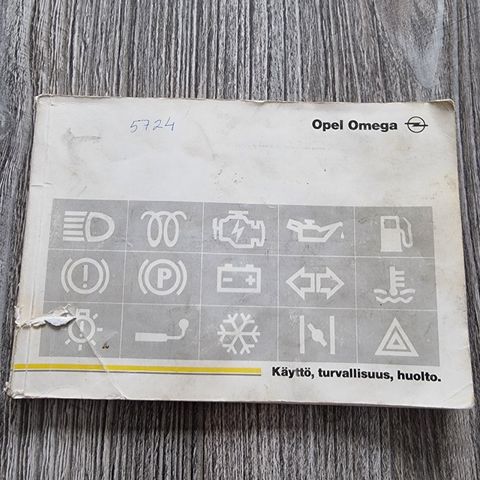 5724
Opel Omega
P
Käyttö, turvallisuus, huolto.